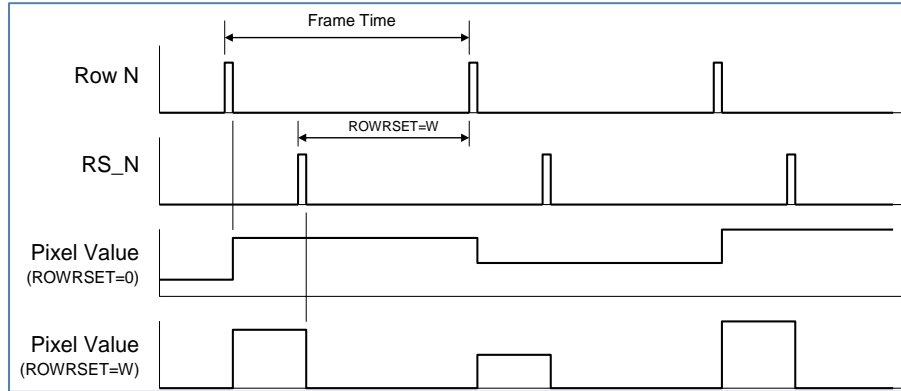 Frame Time
Row N
ROWRSET=W
RS_N
Pixel Value
(ROWRSET=0)
Pixel Value
(ROWRSET=W)